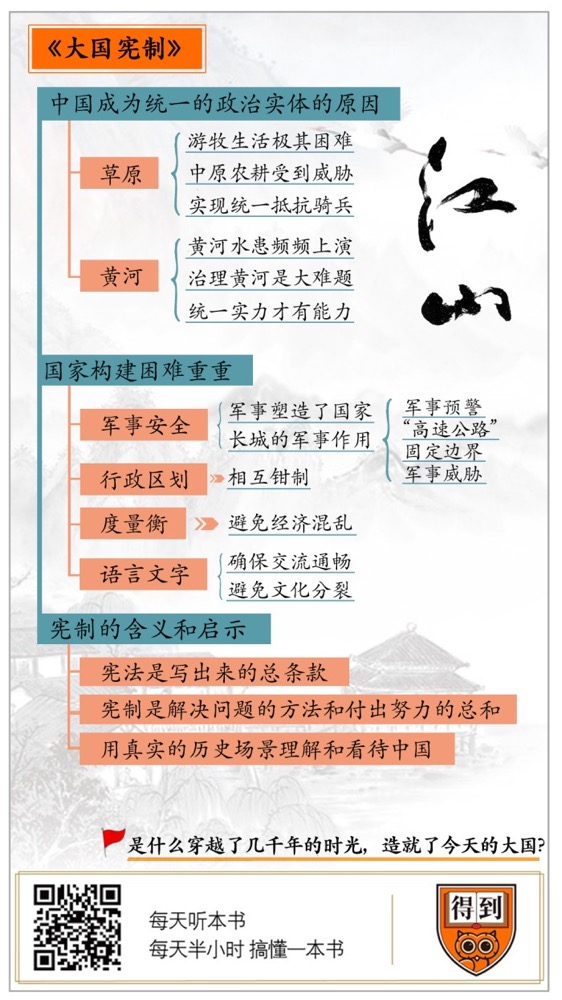 《大国宪制》
中国成为统一的政治实体的原因
江山
草原
游牧生活极其困难
中原农耕受到威胁
实现统一抵抗骑兵
黄河
黄河水患频频上演
治理黄河是大难题
统一实力才有能力
国家构建困难重重
军事安全
军事塑造了国家
长城的军事作用
军事预警
“高速公路”
固定边界
军事威胁
行政区划
相互钳制
度量衡
避免经济混乱
语言文字
确保交流通畅
避免文化分裂
宪制的含义和启示
宪法是写出来的总条款
宪制是解决问题的方法和付出努力的总和
用真实的历史场景理解和看待中国
是什么穿越了几千年的时光，造就了今天的大国?
每天听本书
每天半小时 搞懂一本书
得到